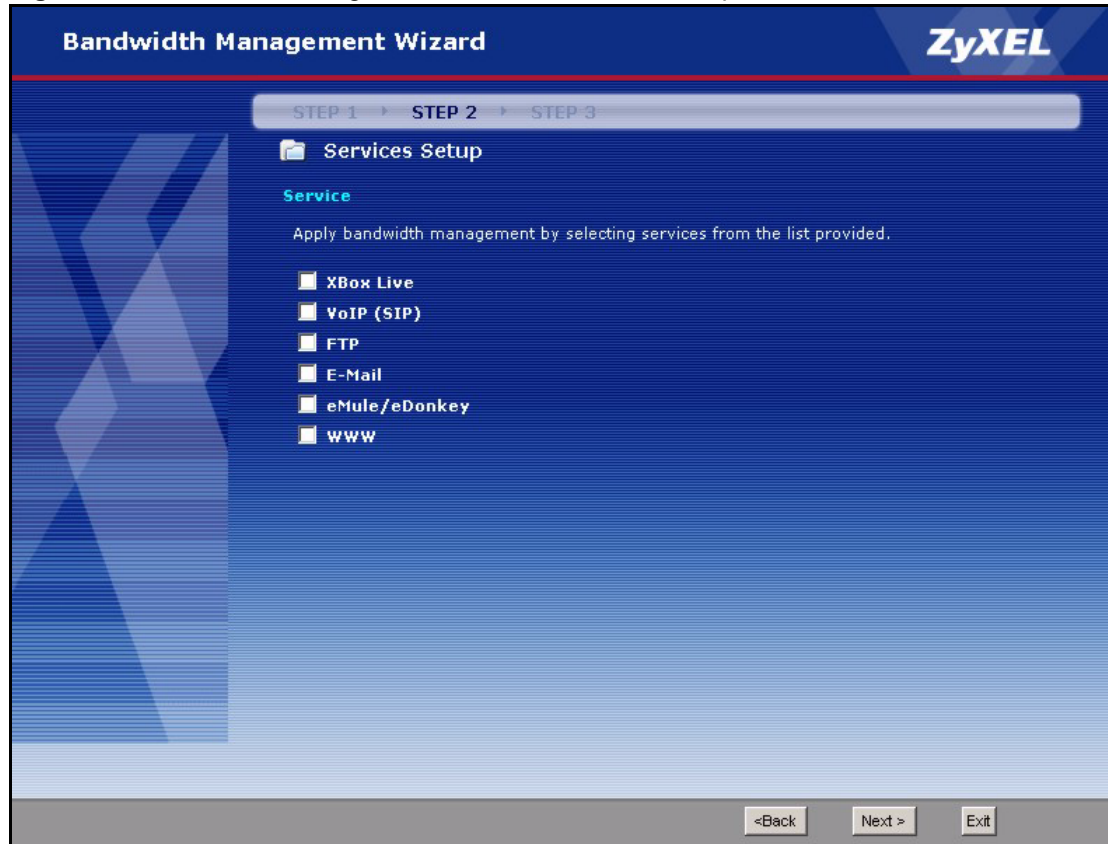 Bandwidth Management Wizard
ZyXEL
STEP 1 STEP 2 STEP 3
Services Setup
Service
Apply bandwidth management by selecting services from the list provided.
XBox Live
VoIP (SIP)
FTP
E-Mail
eMule/eDonkey
WWW
<Back Next > Exit